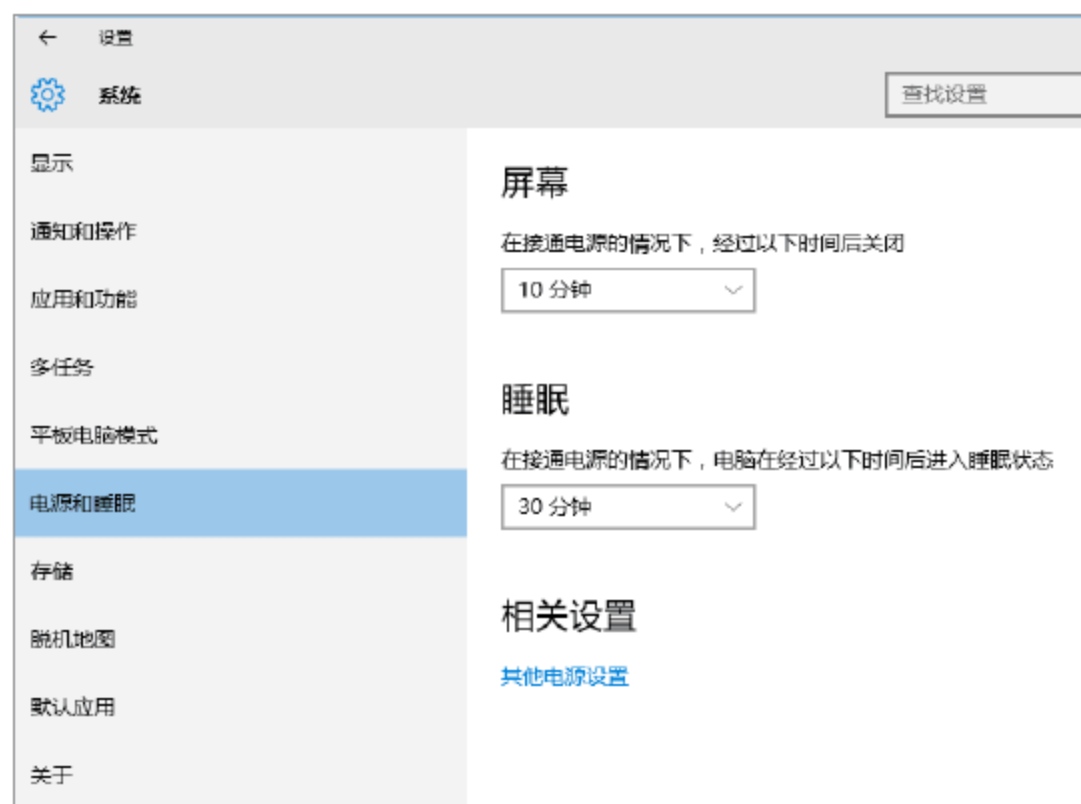 ← 设置
系统
查找设置
显示
通知和操作
应用和功能
多任务
平板电脑模式
电源和睡眠
存储
脱机地图
默认应用
关于
屏幕
在接通电源的情况下，经过以下时间后关闭
10 分钟
睡眠
在接通电源的情况下，电脑在经过以下时间后进入睡眠状态
30 分钟
相关设置
其他电源设置